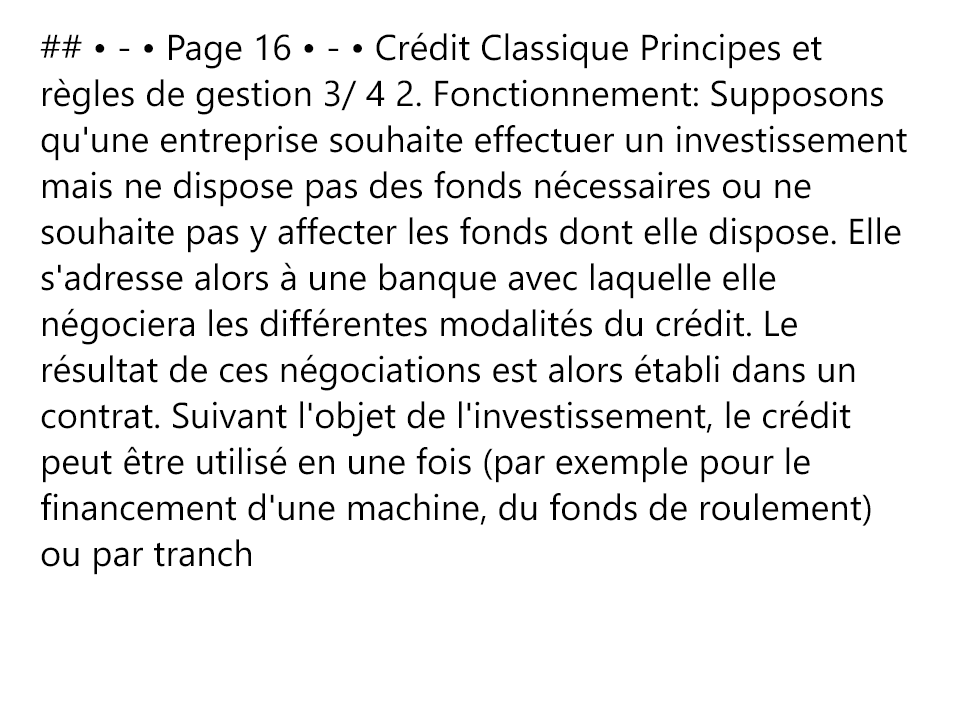 ## • - • Page 16 • - • Crédit Classique Principes et
règles de gestion 3/ 4 2. Fonctionnement: Supposons
qu'une entreprise souhaite effectuer un investissement
mais ne dispose pas des fonds nécessaires ou ne
souhaite pas y affecter les fonds dont elle dispose. Elle
s'adresse alors à une banque avec laquelle elle
négociera les différentes modalités du crédit. Le
résultat de ces négociations est alors établi dans un
contrat. Suivant l'objet de l'investissement, le crédit
peut être utilisé en une fois (par exemple pour le
financement d'une machine, du fonds de roulement)
ou par tranch